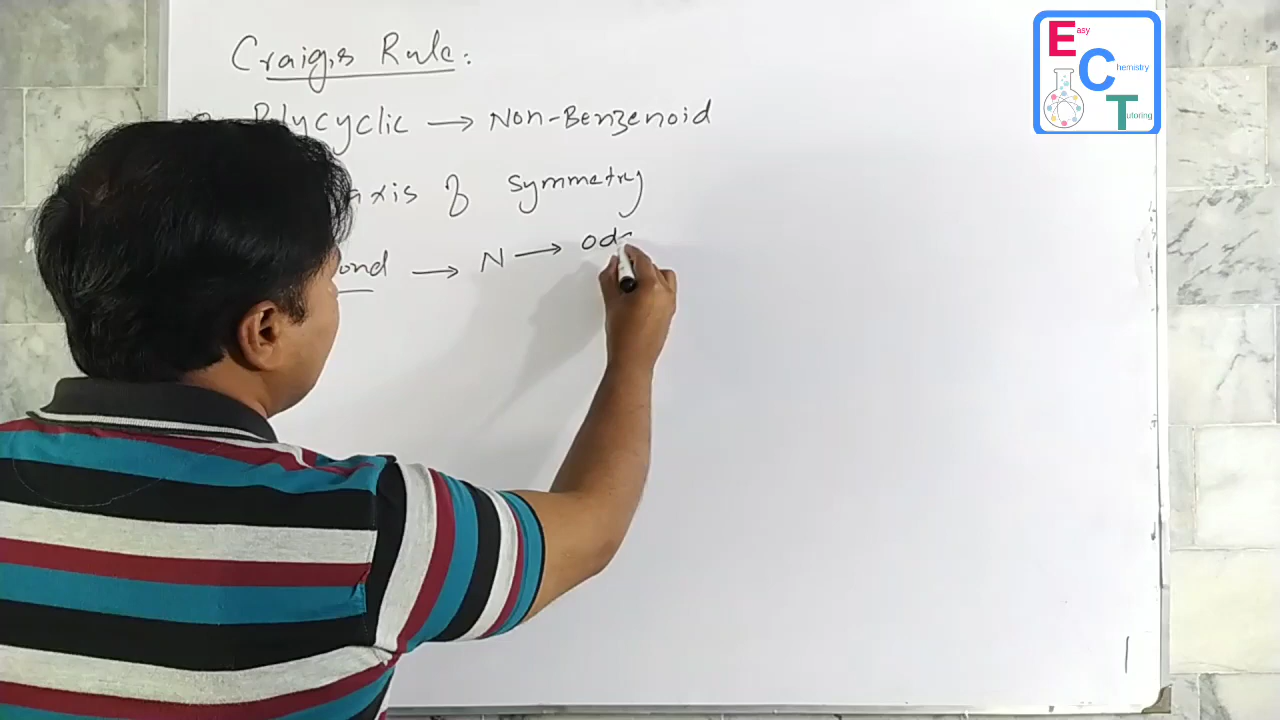 Craig,s Rule:
Polycyclic → Non-Benzenoid
axis of symmetry
ond → N → od
Easy
Chemistry
Tutoring